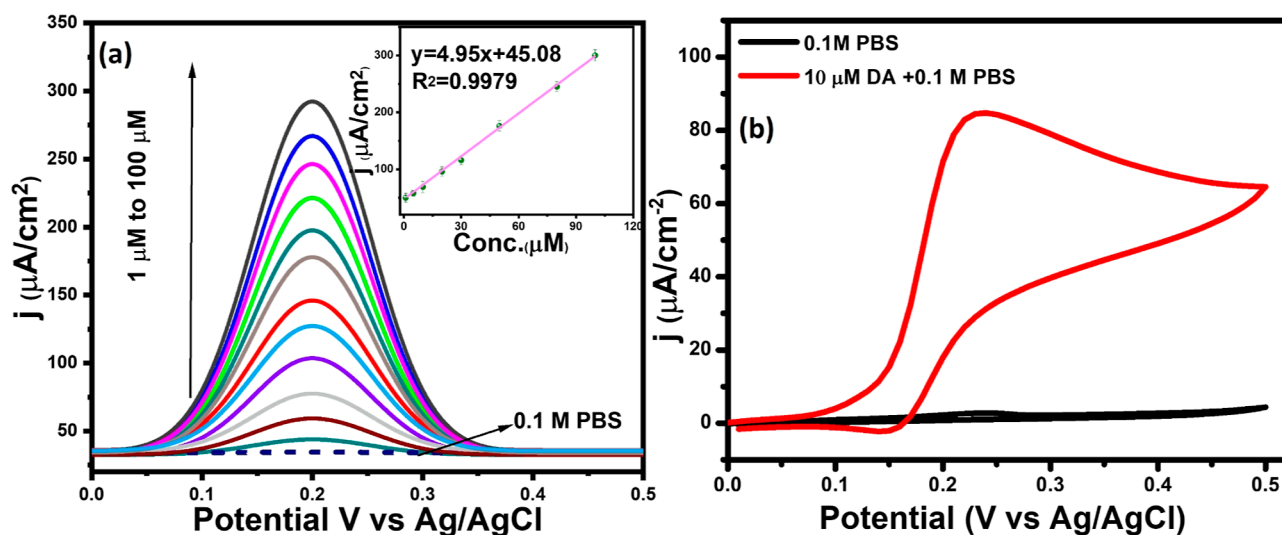 (a)
1 µM to 100 µM
j (µA/cm²)
350
300
250
200
150
100
50
0.0 0.1 0.2 0.3 0.4 0.5
Potential V vs Ag/AgCl
0.1 M PBS
y=4.95x+45.08
R2=0.9979
j (µA/cm²)
300
200
100
0 30 60 90 120
Conc.(µM)
(b)
0.1M PBS
10 µM DA +0.1 M PBS
j (µA/cm⁻²)
100
80
60
40
20
0
0.0 0.1 0.2 0.3 0.4 0.5
Potential (V vs Ag/AgCl)